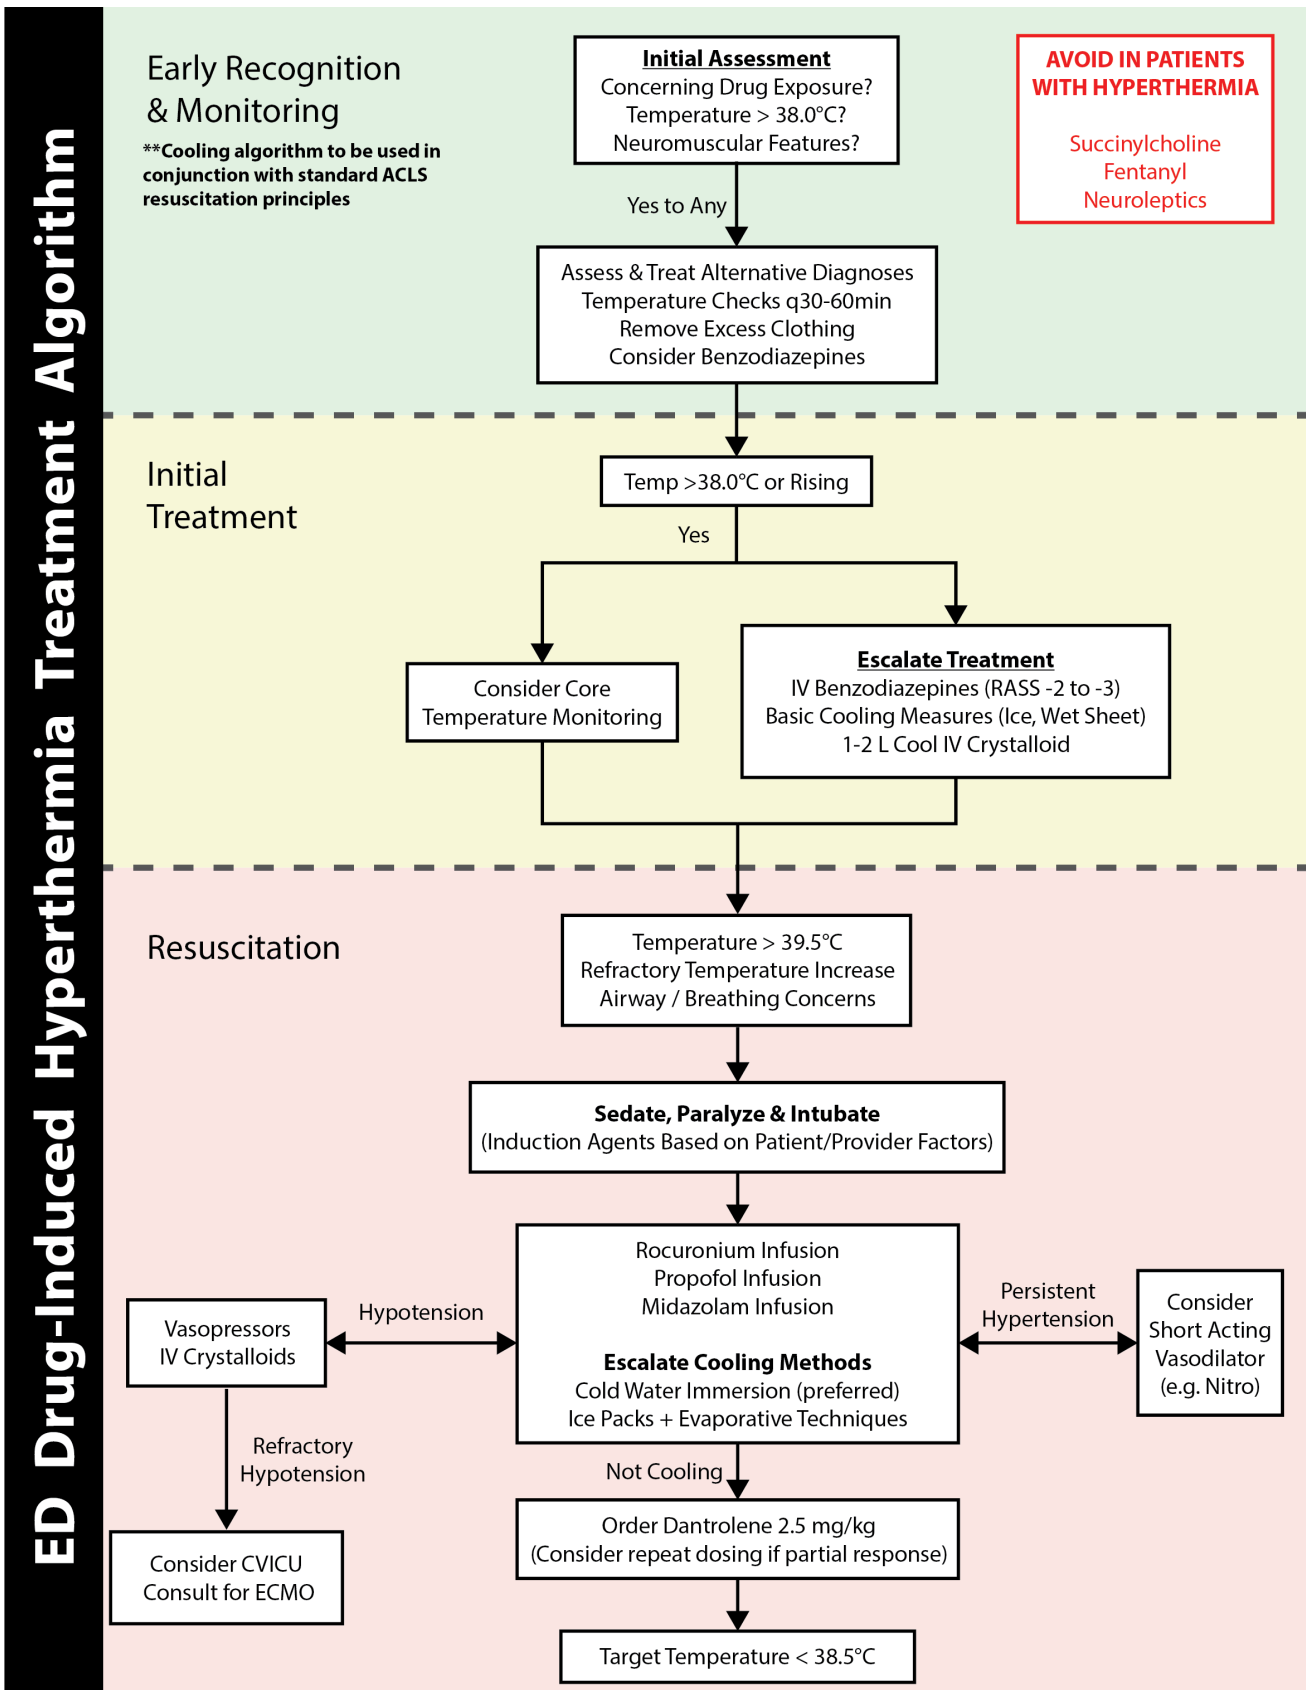 ED Drug-Induced Hyperthermia Treatment Algorithm
Early Recognition
& Monitoring
**Cooling algorithm to be used in
conjunction with standard ACLS
resuscitation principles
Initial Assessment
Concerning Drug Exposure?
Temperature > 38.0°C?
Neuromuscular Features?
AVOID IN PATIENTS
WITH HYPERTHERMIA
Succinylcholine
Fentanyl
Neuroleptics
Yes to Any
Assess & Treat Alternative Diagnoses
Temperature Checks q30-60min
Remove Excess Clothing
Consider Benzodiazepines
Initial
Treatment
Temp >38.0°C or Rising
Yes
Consider Core
Temperature Monitoring
Escalate Treatment
IV Benzodiazepines (RASS -2 to -3)
Basic Cooling Measures (Ice, Wet Sheet)
1-2 L Cool IV Crystalloid
Resuscitation
Temperature > 39.5°C
Refractory Temperature Increase
Airway / Breathing Concerns
Sedate, Paralyze & Intubate
(Induction Agents Based on Patient/Provider Factors)
Rocuronium Infusion
Propofol Infusion
Midazolam Infusion
Escalate Cooling Methods
Cold Water Immersion (preferred)
Ice Packs + Evaporative Techniques
Hypotension
Vasopressors
IV Crystalloids
Persistent
Hypertension
Consider
Short Acting
Vasodilator
(e.g. Nitro)
Refractory
Hypotension
Consider CVICU
Consult for ECMO
Not Cooling
Order Dantrolene 2.5 mg/kg
(Consider repeat dosing if partial response)
Target Temperature < 38.5°C